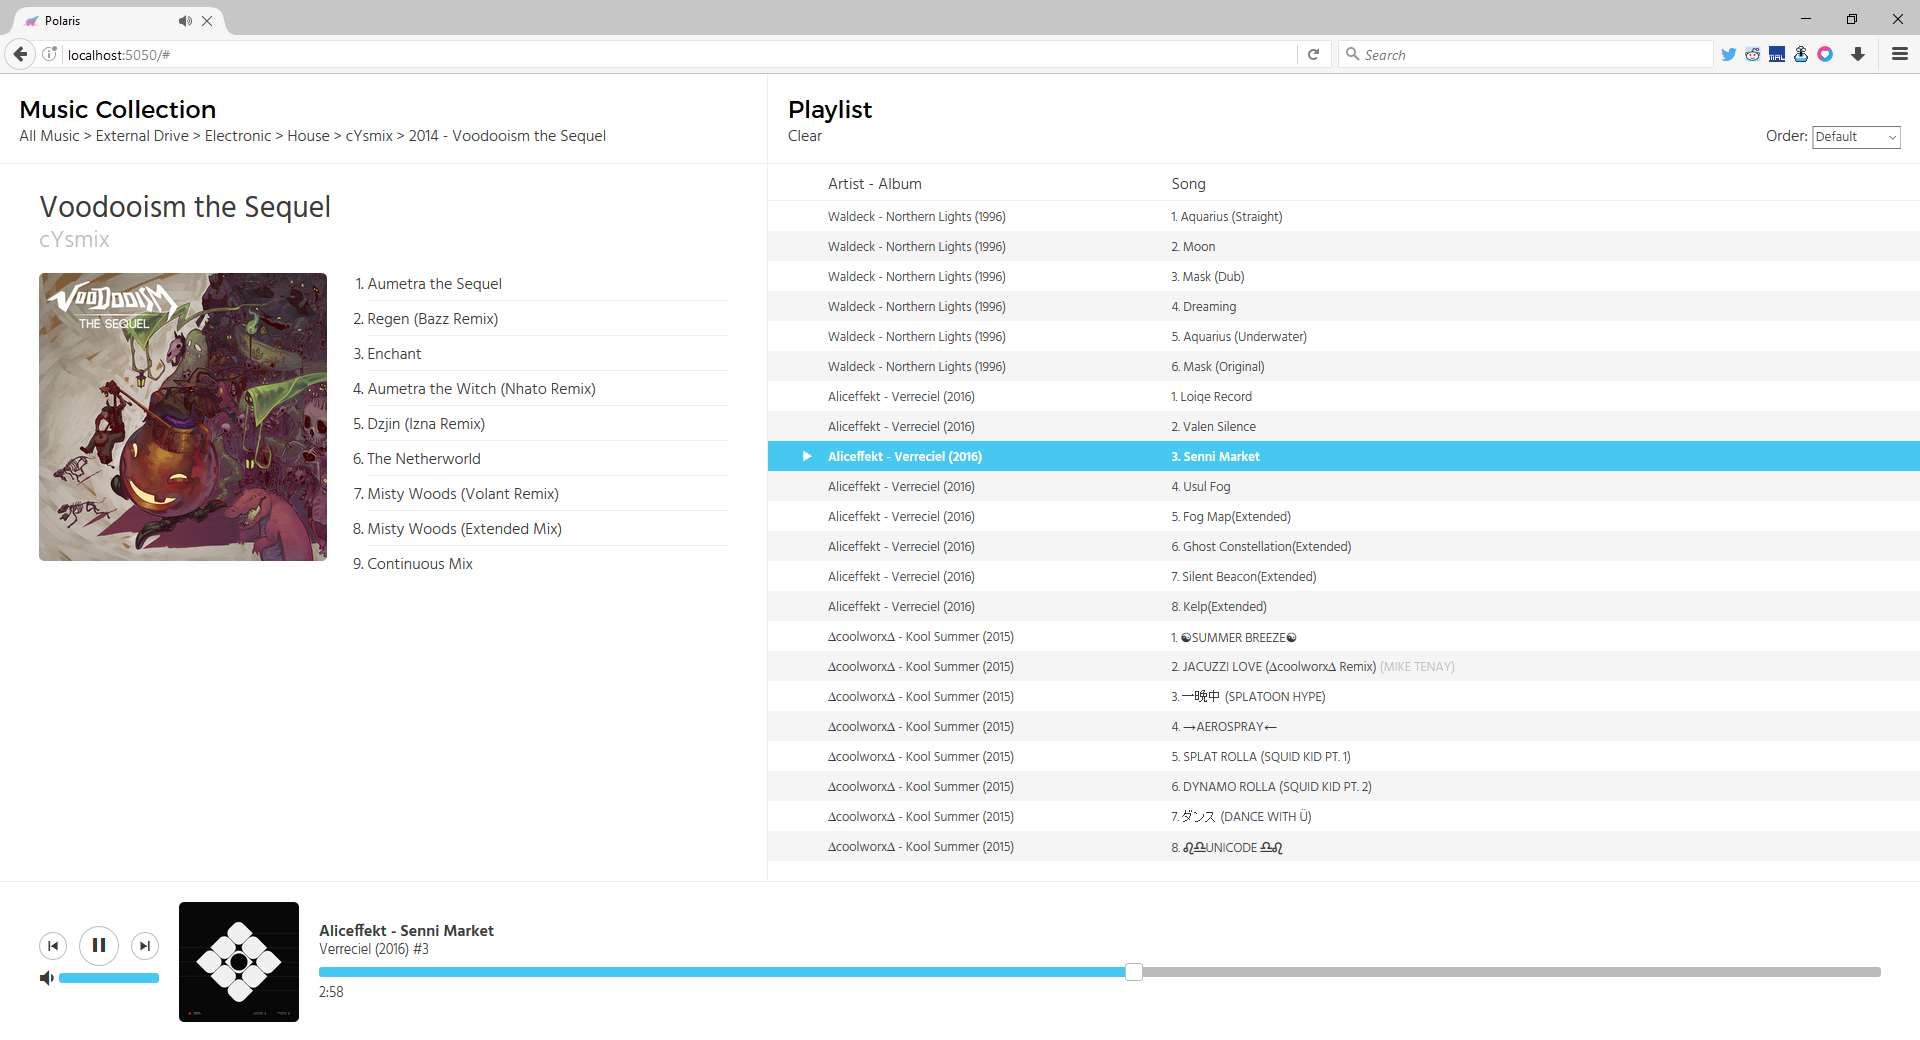 Polaris
localhost:5050/#
Search
MAL
Music Collection
All Music > External Drive > Electronic > House > cYsmix > 2014 - Voodooism the Sequel
Voodooism the Sequel
cYsmix
VOODOOISM
THE SEQUEL
1. Aumetra the Sequel
2. Regen (Bazz Remix)
3. Enchant
4. Aumetra the Witch (Nhato Remix)
5. Dzjin (Izna Remix)
6. The Netherworld
7. Misty Woods (Volant Remix)
8. Misty Woods (Extended Mix)
9. Continuous Mix
Playlist
Clear
Order: Default
Artist - Album Song
Waldeck - Northern Lights (1996) 1. Aquarius (Straight)
Waldeck - Northern Lights (1996) 2. Moon
Waldeck - Northern Lights (1996) 3. Mask (Dub)
Waldeck - Northern Lights (1996) 4. Dreaming
Waldeck - Northern Lights (1996) 5. Aquarius (Underwater)
Waldeck - Northern Lights (1996) 6. Mask (Original)
Aliceffekt - Verreciel (2016) 1. Loiqe Record
Aliceffekt - Verreciel (2016) 2. Valen Silence
Aliceffekt - Verreciel (2016) 3. Senni Market
Aliceffekt - Verreciel (2016) 4. Usul Fog
Aliceffekt - Verreciel (2016) 5. Fog Map(Extended)
Aliceffekt - Verreciel (2016) 6. Ghost Constellation(Extended)
Aliceffekt - Verreciel (2016) 7. Silent Beacon(Extended)
Aliceffekt - Verreciel (2016) 8. Kelp(Extended)
∆coolworx∆ - Kool Summer (2015) 1. ☯SUMMER BREEZE☯
∆coolworx∆ - Kool Summer (2015) 2. JACUZZI LOVE (∆coolworx∆ Remix) (MIKE TENAY)
∆coolworx∆ - Kool Summer (2015) 3. 一晩中 (SPLATOON HYPE)
∆coolworx∆ - Kool Summer (2015) 4. →AEROSPRAY←
∆coolworx∆ - Kool Summer (2015) 5. SPLAT ROLLA (SQUID KID PT. 1)
∆coolworx∆ - Kool Summer (2015) 6. DYNAMO ROLLA (SQUID KID PT. 2)
∆coolworx∆ - Kool Summer (2015) 7. ダンス (DANCE WITH Ü)
∆coolworx∆ - Kool Summer (2015) 8. ♌♎UNICODE ♎♌
Aliceffekt - Senni Market
Verreciel (2016) #3
2:58